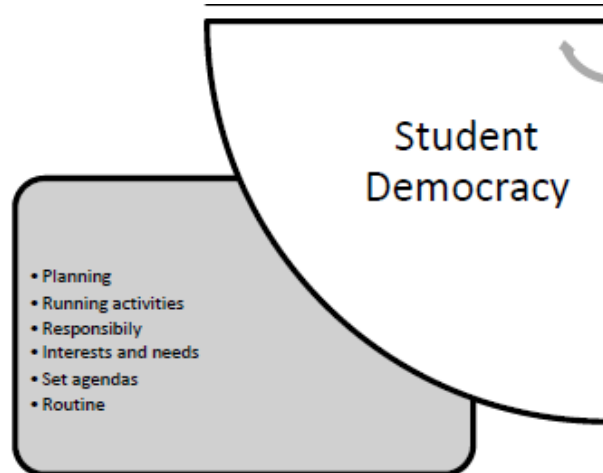 Student
Democracy
• Planning
• Running activities
• Responsibily
• Interests and needs
• Set agendas
• Routine